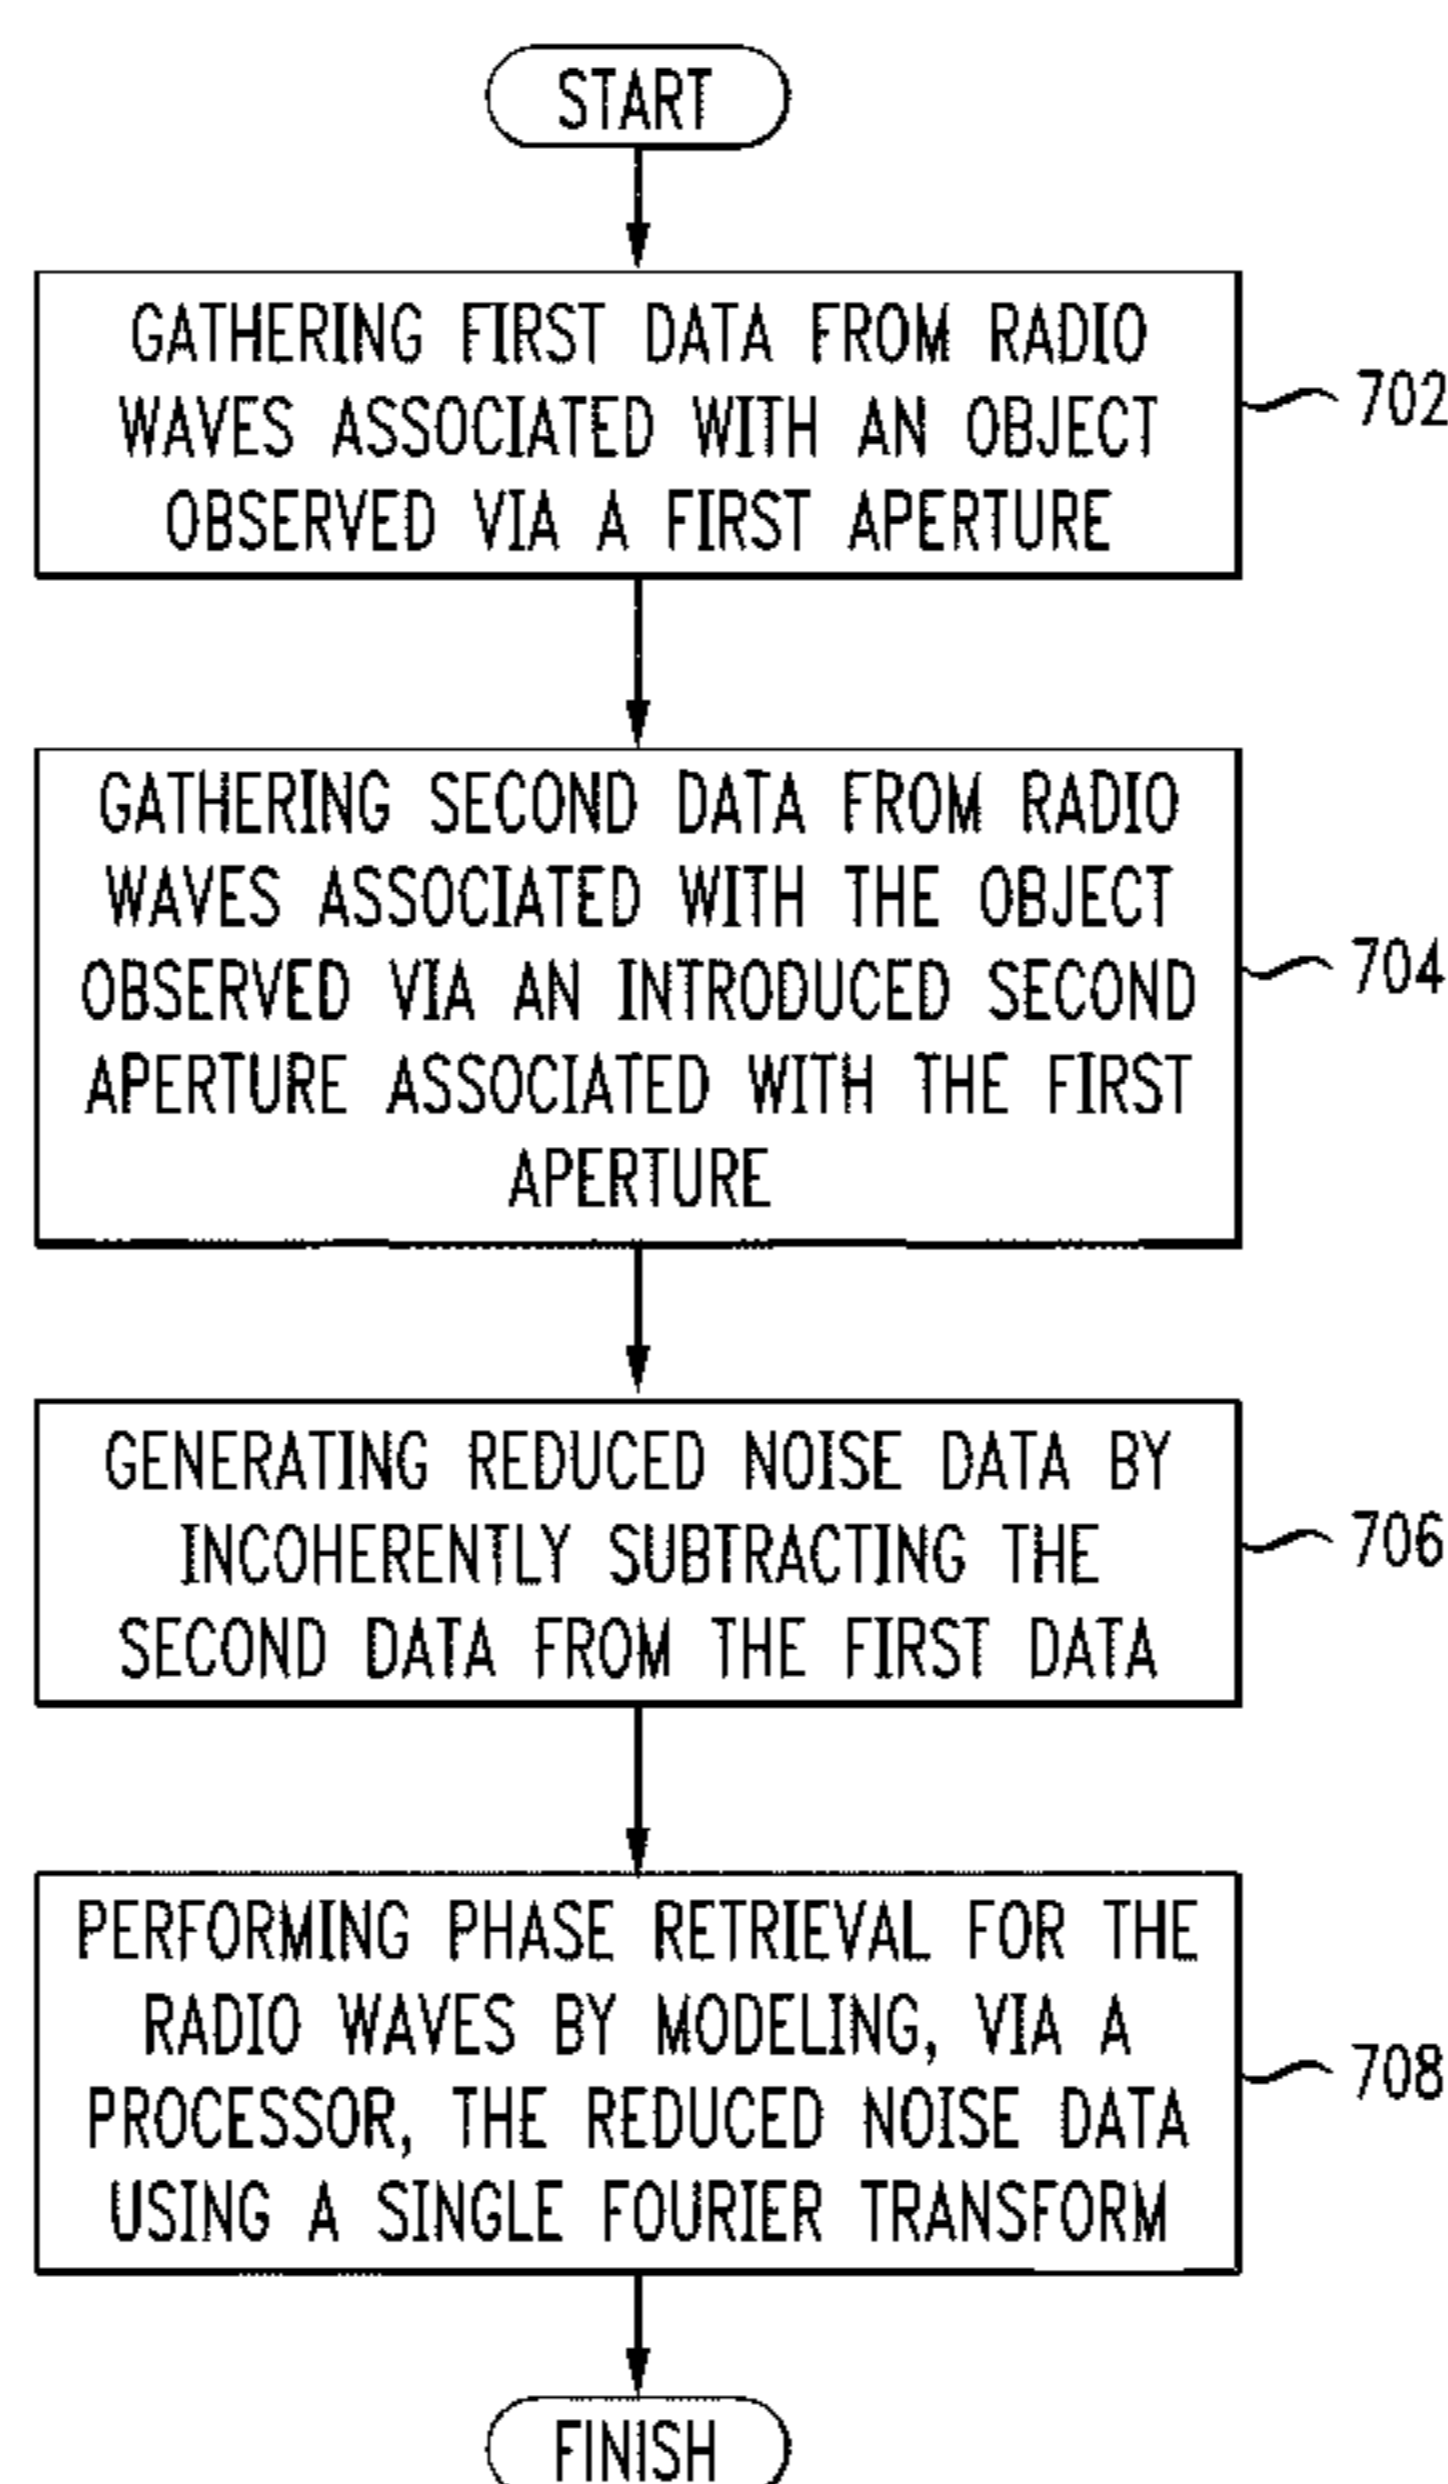 START
GATHERING FIRST DATA FROM RADIO
WAVES ASSOCIATED WITH AN OBJECT
OBSERVED VIA A FIRST APERTURE
702
GATHERING SECOND DATA FROM RADIO
WAVES ASSOCIATED WITH THE OBJECT
OBSERVED VIA AN INTRODUCED SECOND
APERTURE ASSOCIATED WITH THE FIRST
APERTURE
704
GENERATING REDUCED NOISE DATA BY
INCOHERENTLY SUBTRACTING THE
SECOND DATA FROM THE FIRST DATA
706
PERFORMING PHASE RETRIEVAL FOR THE
RADIO WAVES BY MODELING, VIA A
PROCESSOR, THE REDUCED NOISE DATA
USING A SINGLE FOURIER TRANSFORM
708
FINISH